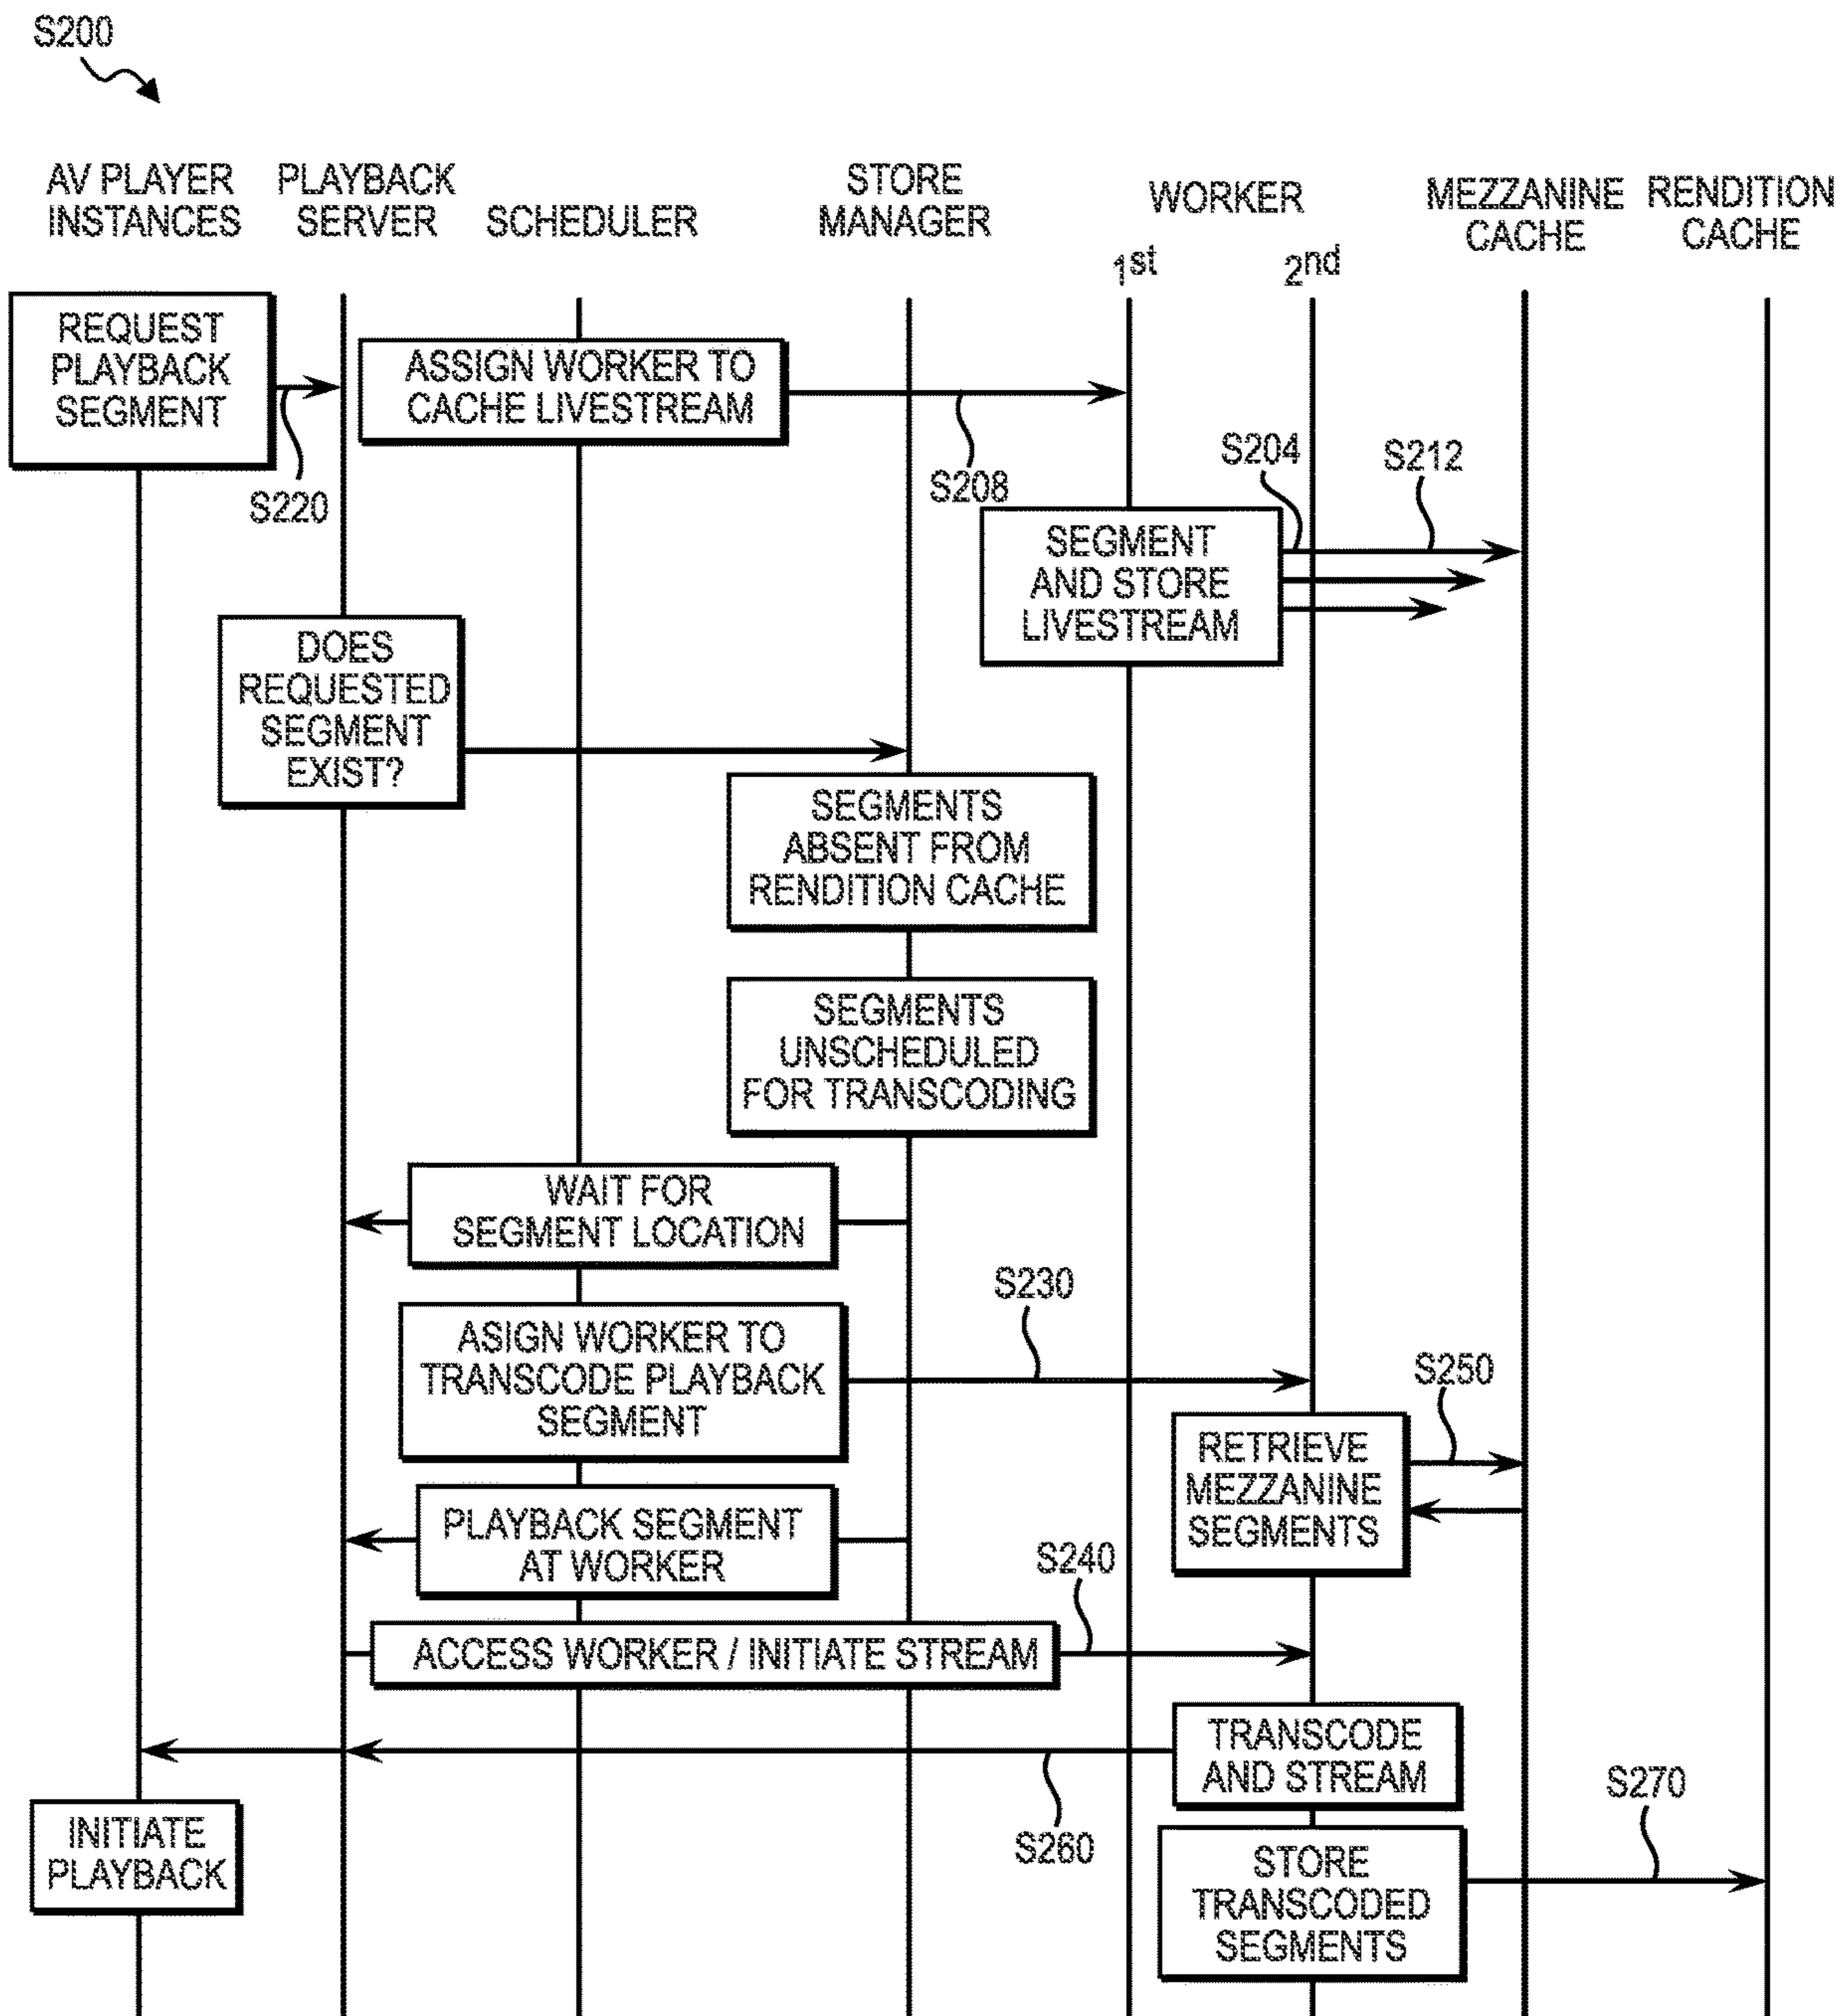 S200
AV PLAYER
INSTANCES
PLAYBACK
SERVER
SCHEDULER
STORE
MANAGER
WORKER
1st
2nd
MEZZANINE
CACHE
RENDITION
CACHE
REQUEST
PLAYBACK
SEGMENT
S220
ASSIGN WORKER TO
CACHE LIVESTREAM
S208
S204
S212
SEGMENT
AND STORE
LIVESTREAM
DOES
REQUESTED
SEGMENT
EXIST?
SEGMENTS
ABSENT FROM
RENDITION CACHE
SEGMENTS
UNSCHEDULED
FOR TRANSCODING
WAIT FOR
SEGMENT LOCATION
ASIGN WORKER TO
TRANSCODE PLAYBACK
SEGMENT
S230
S250
RETRIEVE
MEZZANINE
SEGMENTS
PLAYBACK SEGMENT
AT WORKER
S240
ACCESS WORKER / INITIATE STREAM
TRANSCODE
AND STREAM
S260
S270
INITIATE
PLAYBACK
STORE
TRANSCODED
SEGMENTS